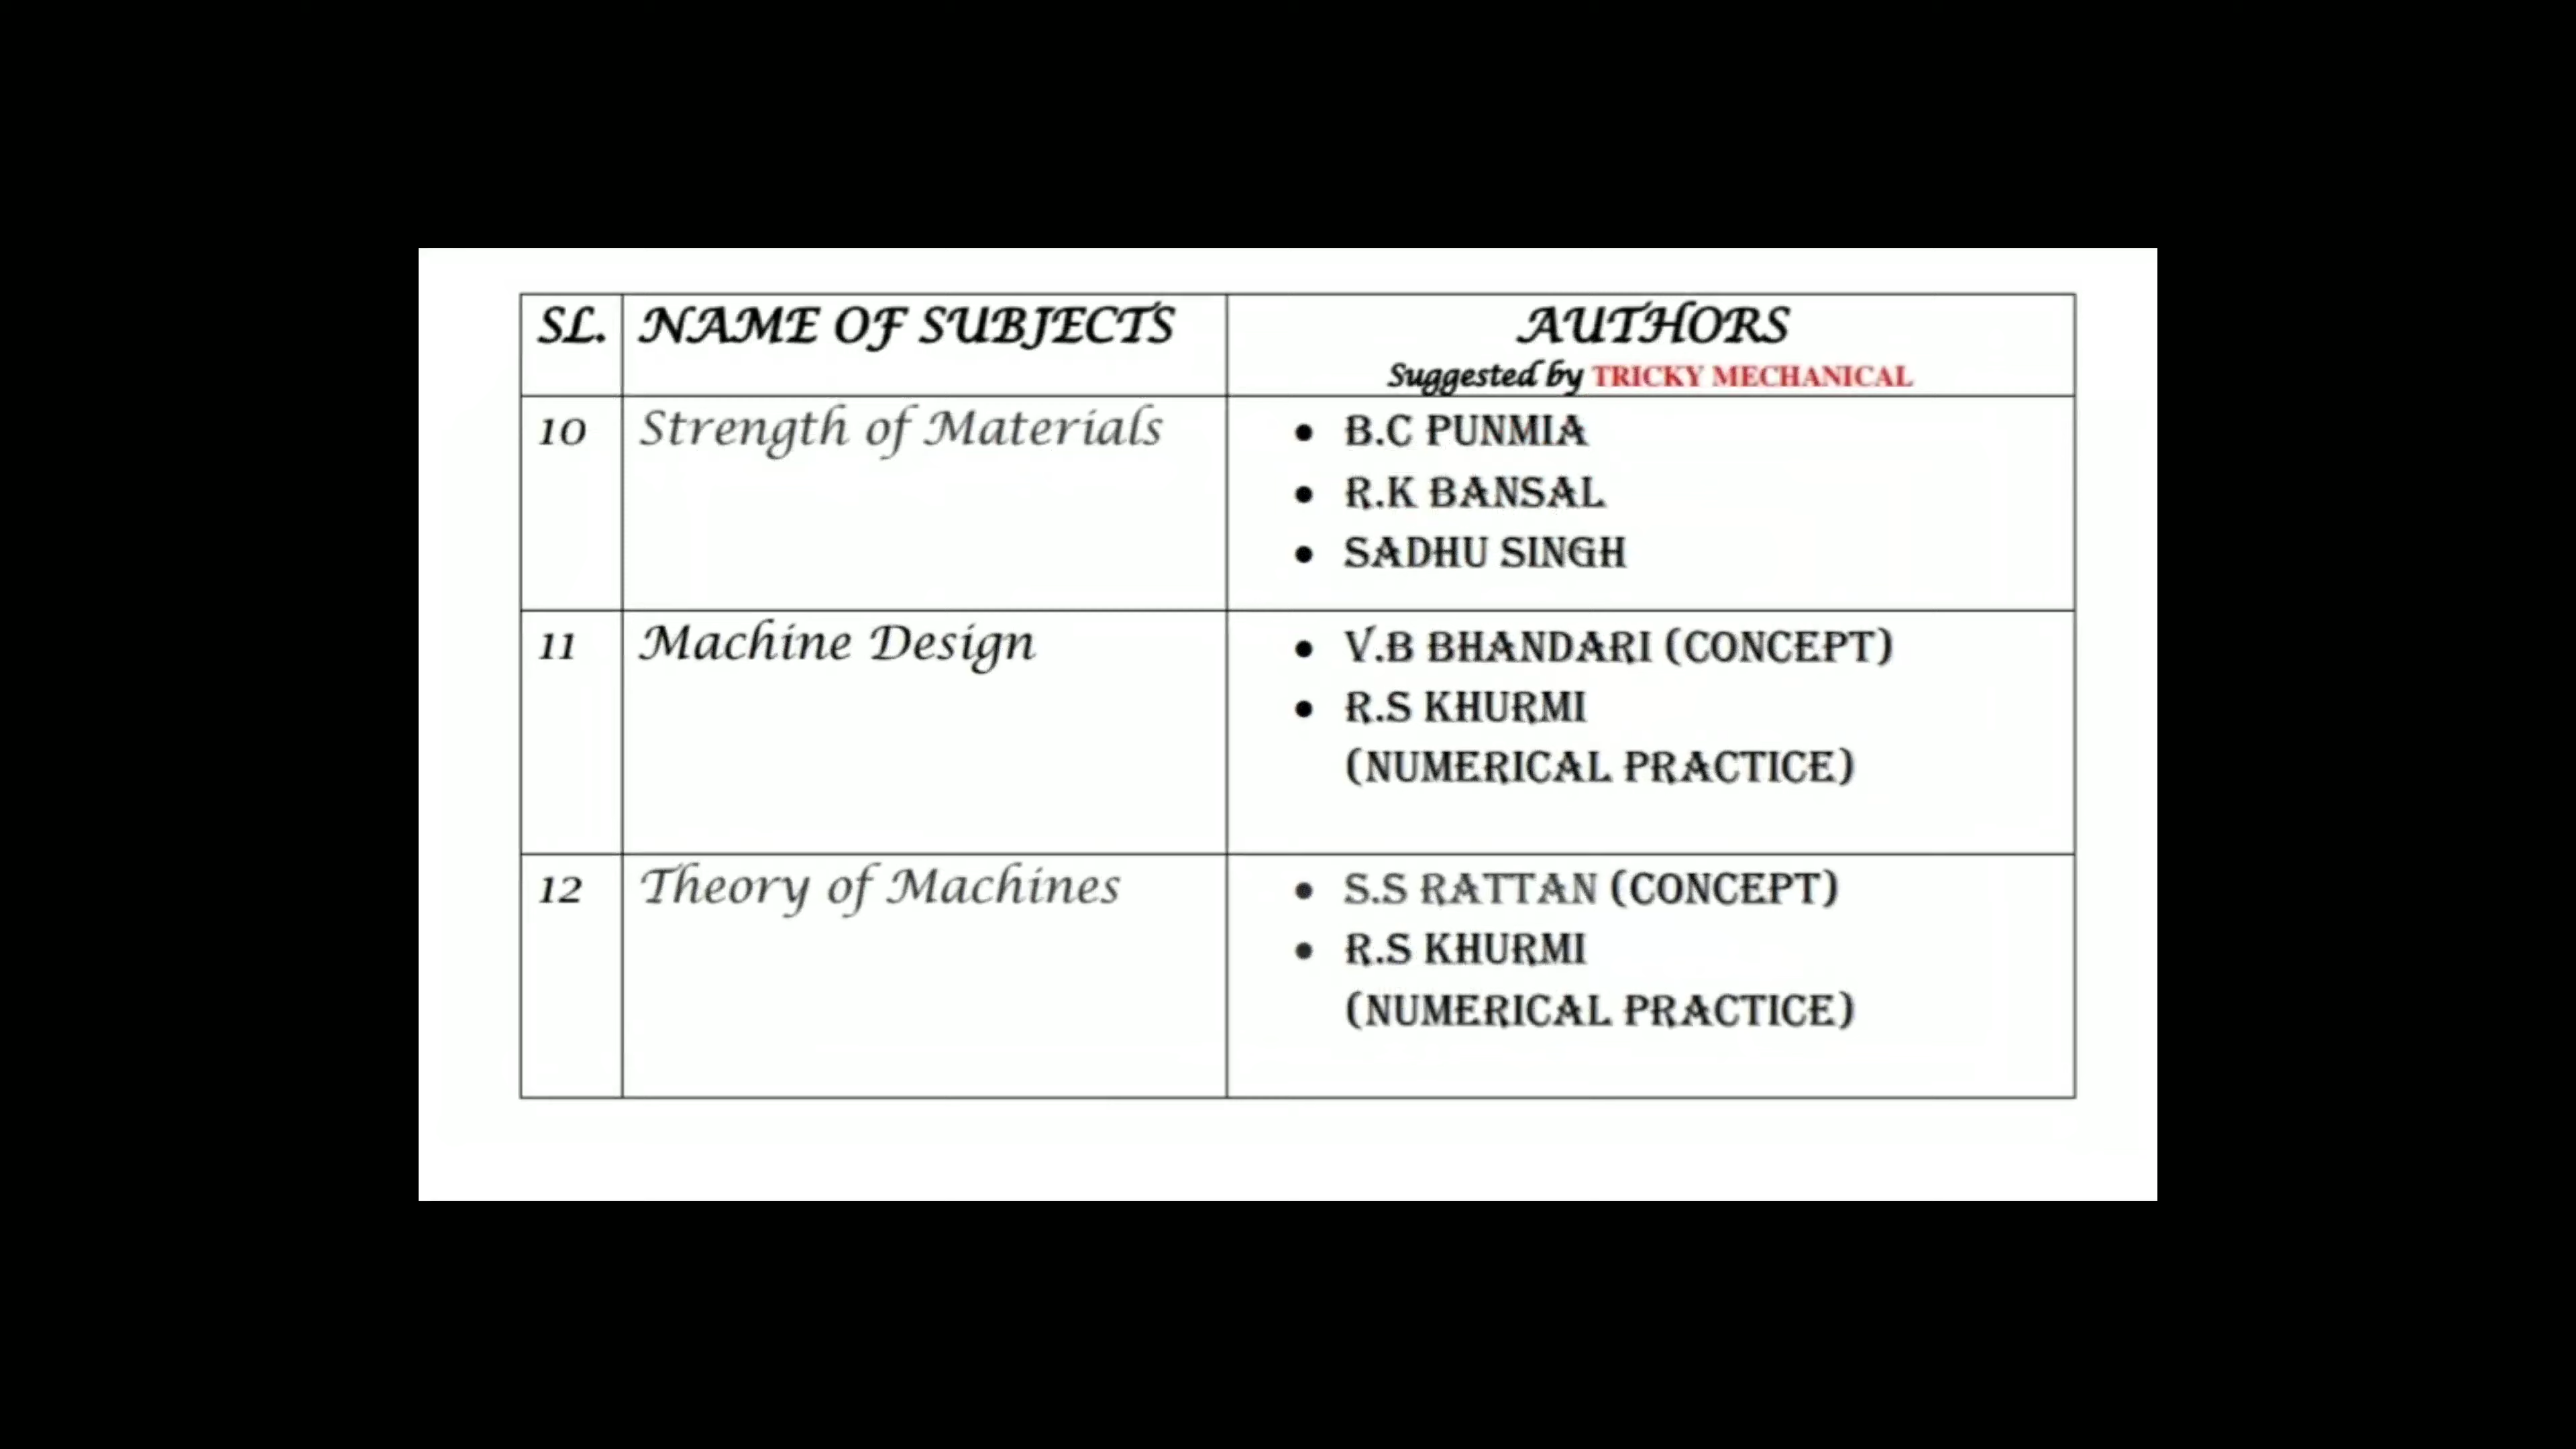 SL. NAME OF SUBJECTS AUTHORS
Suggested by TRICKY MECHANICAL
10 Strength of Materials • B.C PUNMIA
• R.K BANSAL
• SADHU SINGH
11 Machine Design • V.B BHANDARI (CONCEPT)
• R.S KHURMI
(NUMERICAL PRACTICE)
12 Theory of Machines • S.S RATTAN (CONCEPT)
• R.S KHURMI
(NUMERICAL PRACTICE)